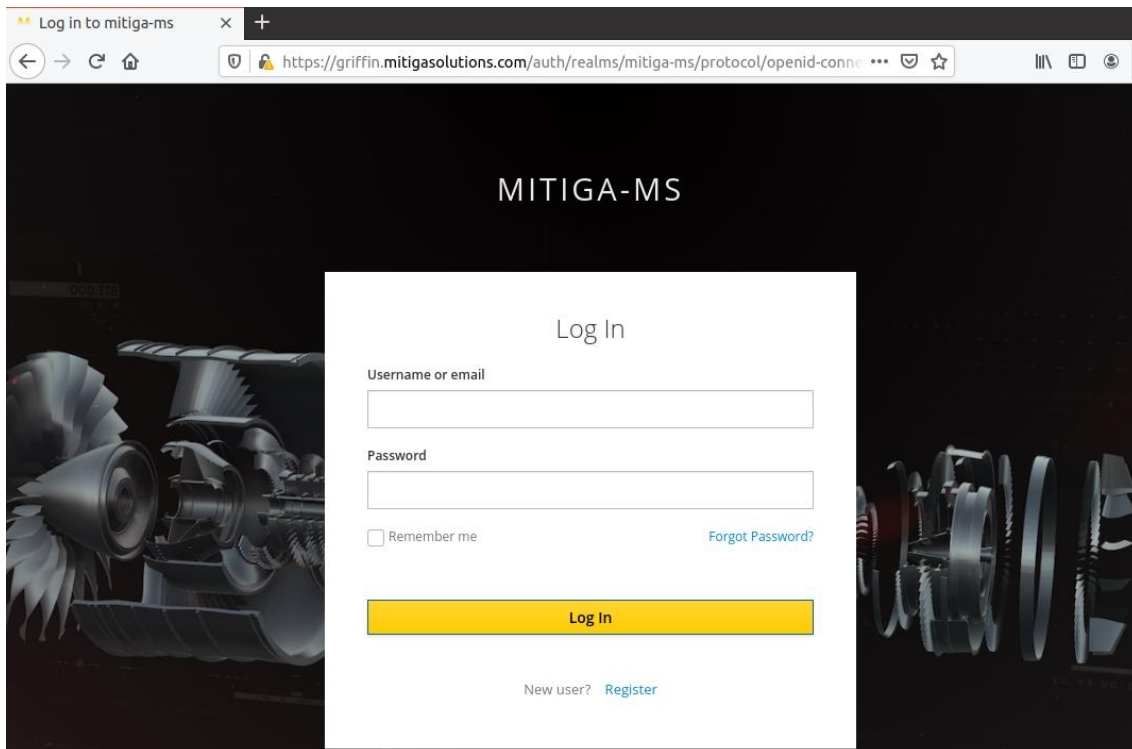 Log in to mitiga-ms
https://griffin.mitigasolutions.com/auth/realms/mitiga-ms/protocol/openid-conne
MITIGA-MS
Log In
Username or email
Password
Remember me Forgot Password?
Log In
New user? Register